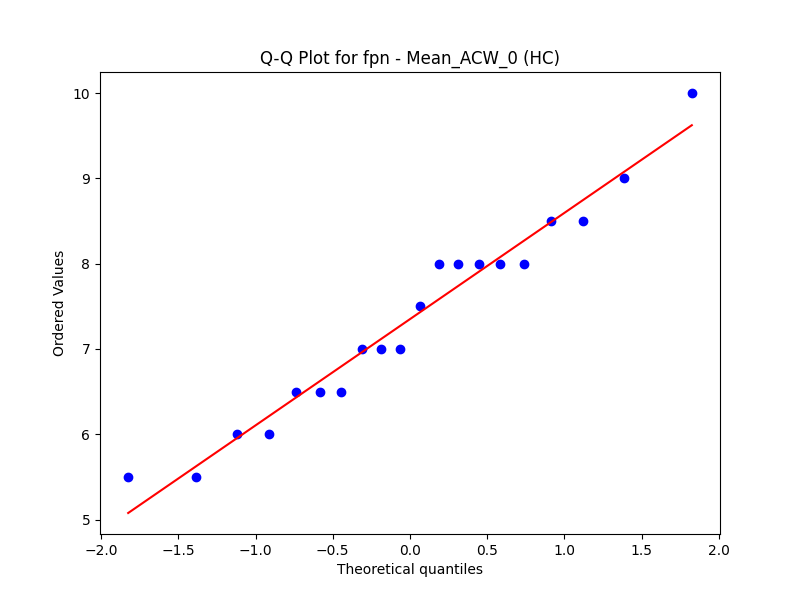 Q-Q Plot for fpn - Mean_ACW_0 (HC)
10
9
8
7
6
5
Ordered Values
−2.0 −1.5 −1.0 −0.5 0.0 0.5 1.0 1.5 2.0
Theoretical quantiles